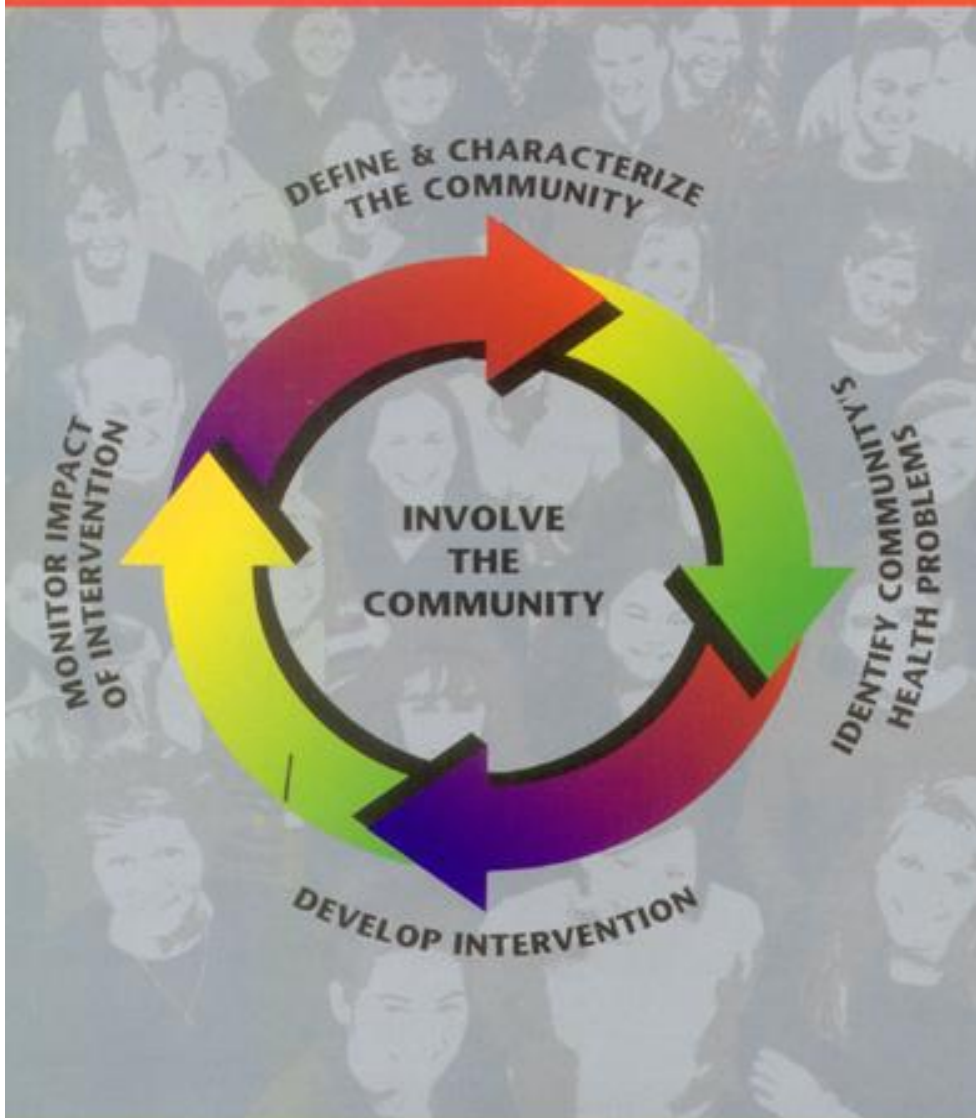 DEFINE & CHARACTERIZE
THE COMMUNITY
IDENTIFY COMMUNITY'S
HEALTH PROBLEMS
DEVELOP INTERVENTION
MONITOR IMPACT
OF INTERVENTION
INVOLVE
THE
COMMUNITY